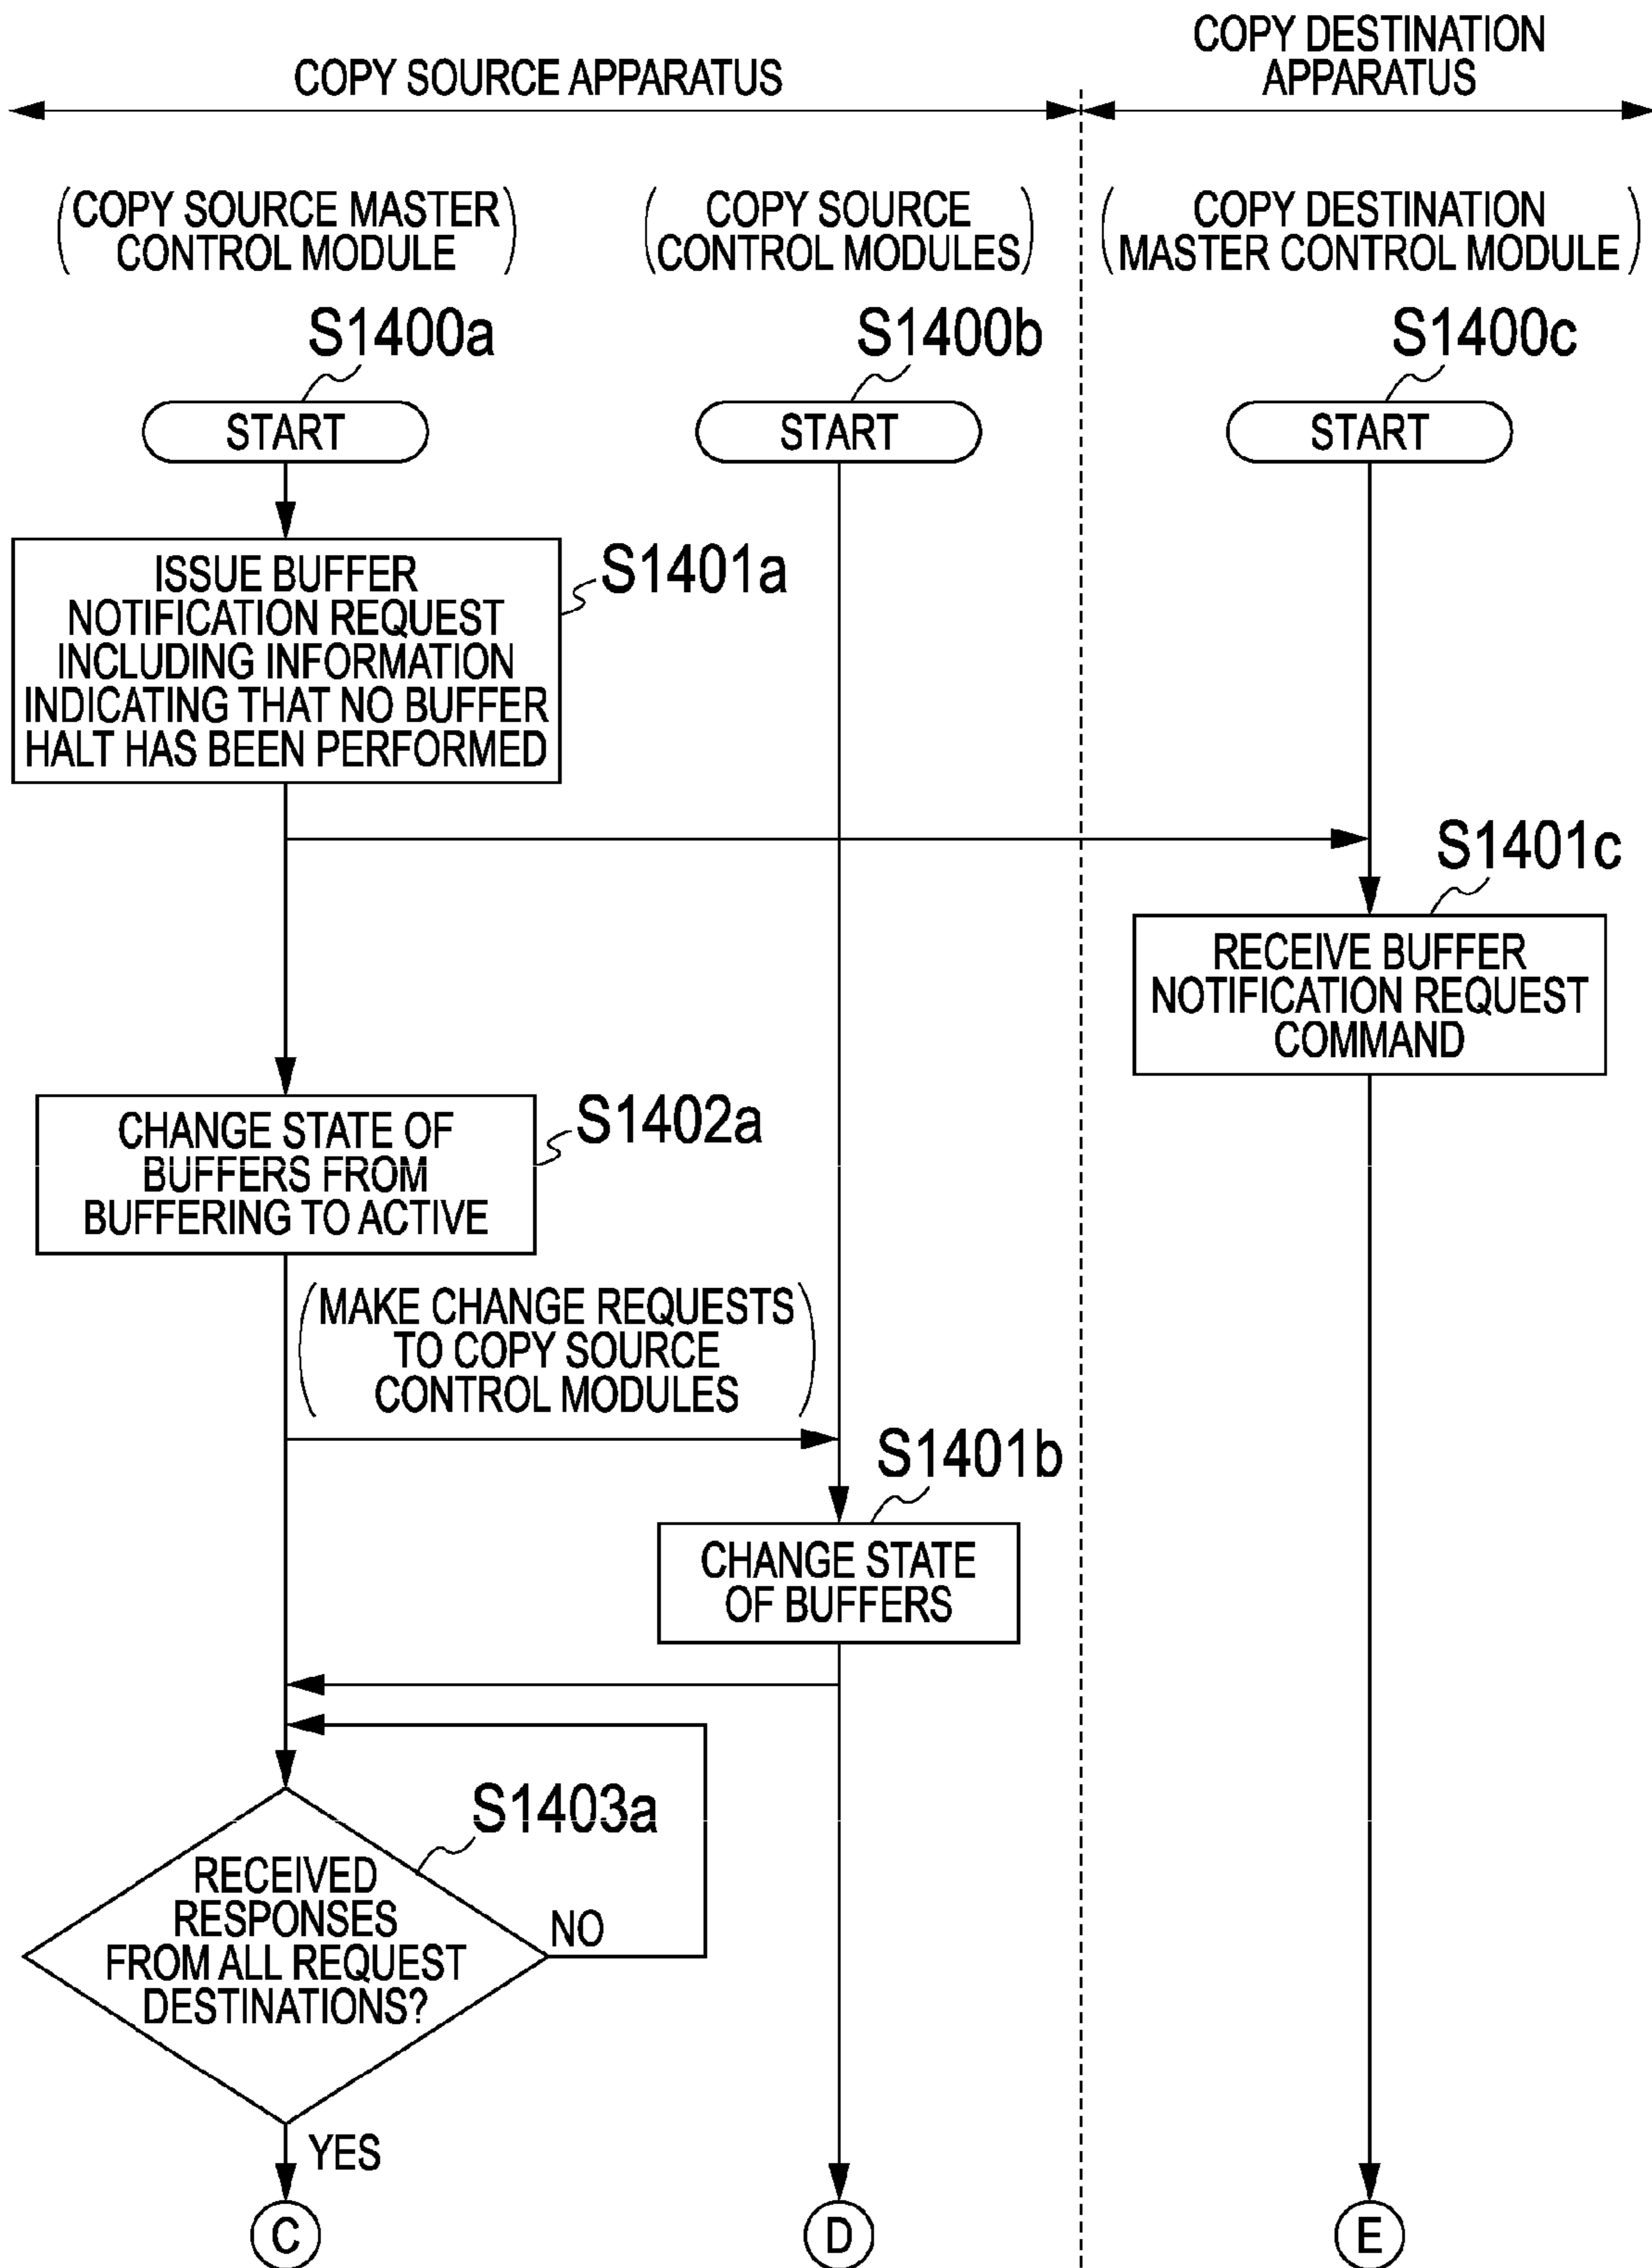 COPY SOURCE APPARATUS
COPY DESTINATION
APPARATUS
(COPY SOURCE MASTER
CONTROL MODULE)
(COPY SOURCE
CONTROL MODULES)
(COPY DESTINATION
MASTER CONTROL MODULE)
S1400a
S1400b
S1400c
START
START
START
ISSUE BUFFER
NOTIFICATION REQUEST
INCLUDING INFORMATION
INDICATING THAT NO BUFFER
HALT HAS BEEN PERFORMED
S1401a
S1401c
RECEIVE BUFFER
NOTIFICATION REQUEST
COMMAND
CHANGE STATE OF
BUFFERS FROM
BUFFERING TO ACTIVE
S1402a
(MAKE CHANGE REQUESTS
TO COPY SOURCE
CONTROL MODULES)
S1401b
CHANGE STATE
OF BUFFERS
S1403a
RECEIVED
RESPONSES
FROM ALL REQUEST
DESTINATIONS?
NO
YES
C
D
E